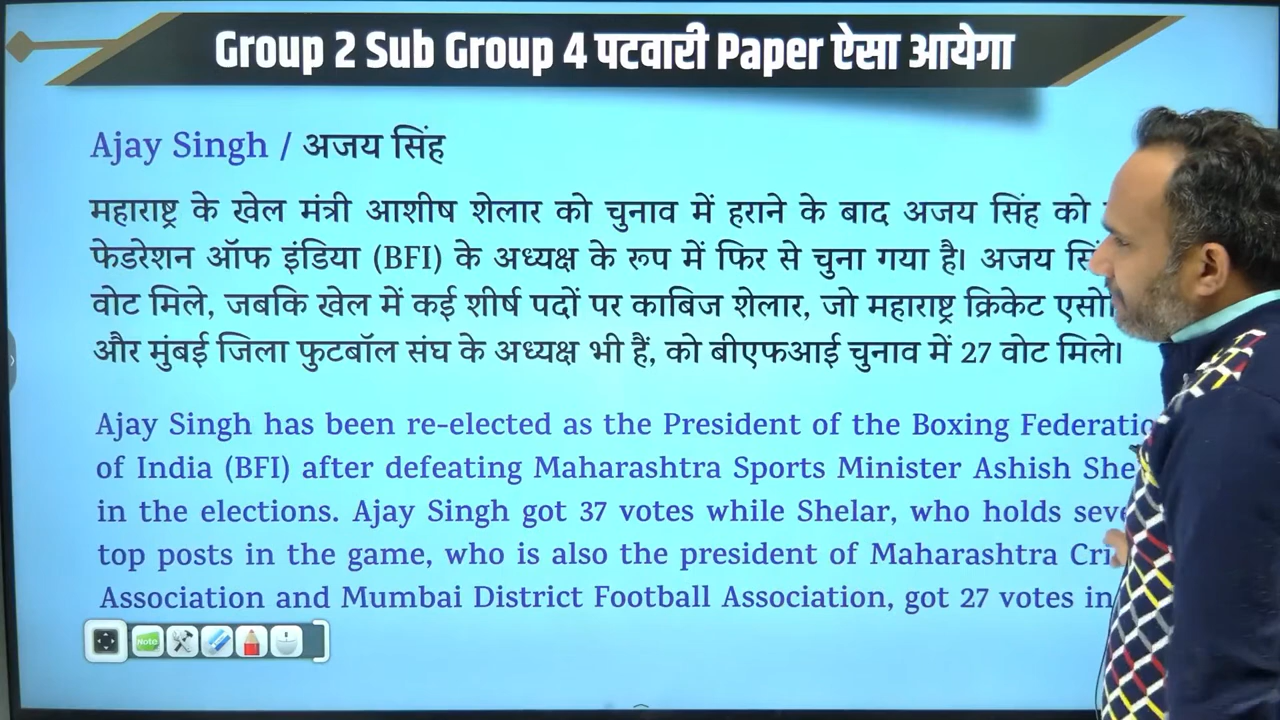 Group 2 Sub Group 4 पटवारी Paper ऐसा आयेगा
Ajay Singh / अजय सिंह
महाराष्ट्र के खेल मंत्री आशीष शेलार को चुनाव में हराने के बाद अजय सिंह को
फेडरेशन ऑफ इंडिया (BFI) के अध्यक्ष के रूप में फिर से चुना गया है। अजय
वोट मिले, जबकि खेल में कई शीर्ष पदों पर काबिज शेलार, जो महाराष्ट्र क्रिकेट
और मुंबई जिला फुटबॉल संघ के अध्यक्ष भी हैं, को बीएफआई चुनाव में 27 वोट मिले।
Ajay Singh has been re-elected as the President of the Boxing
of India (BFI) after defeating Maharashtra Sports Minister Ashish
in the elections. Ajay Singh got 37 votes while Shelar, who holds
top posts in the game, who is also the president of Maharashtra
Association and Mumbai District Football Association, got 27 votes in
Note